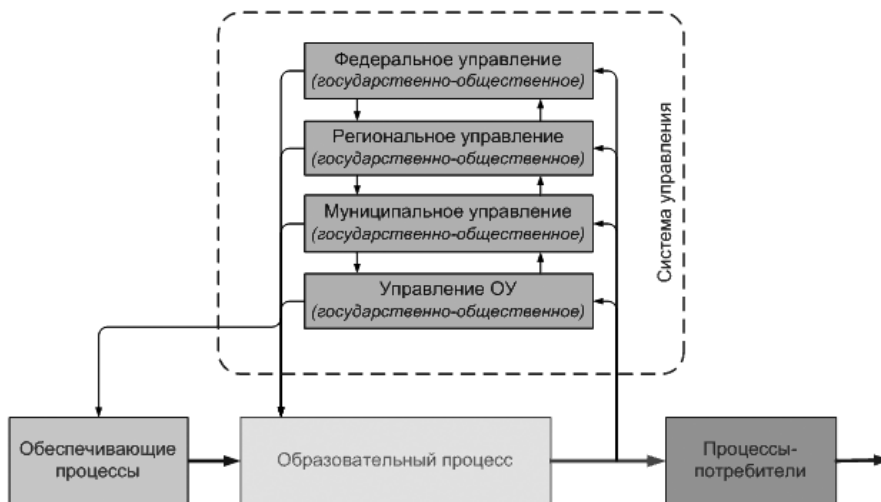 Федеральное управление
(государственно-общественное)
Региональное управление
(государственно-общественное)
Муниципальное управление
(государственно-общественное)
Управление ОУ
(государственно-общественное)
Система управления
Обеспечивающие
процессы
Образовательный процесс
Процессы-
потребители